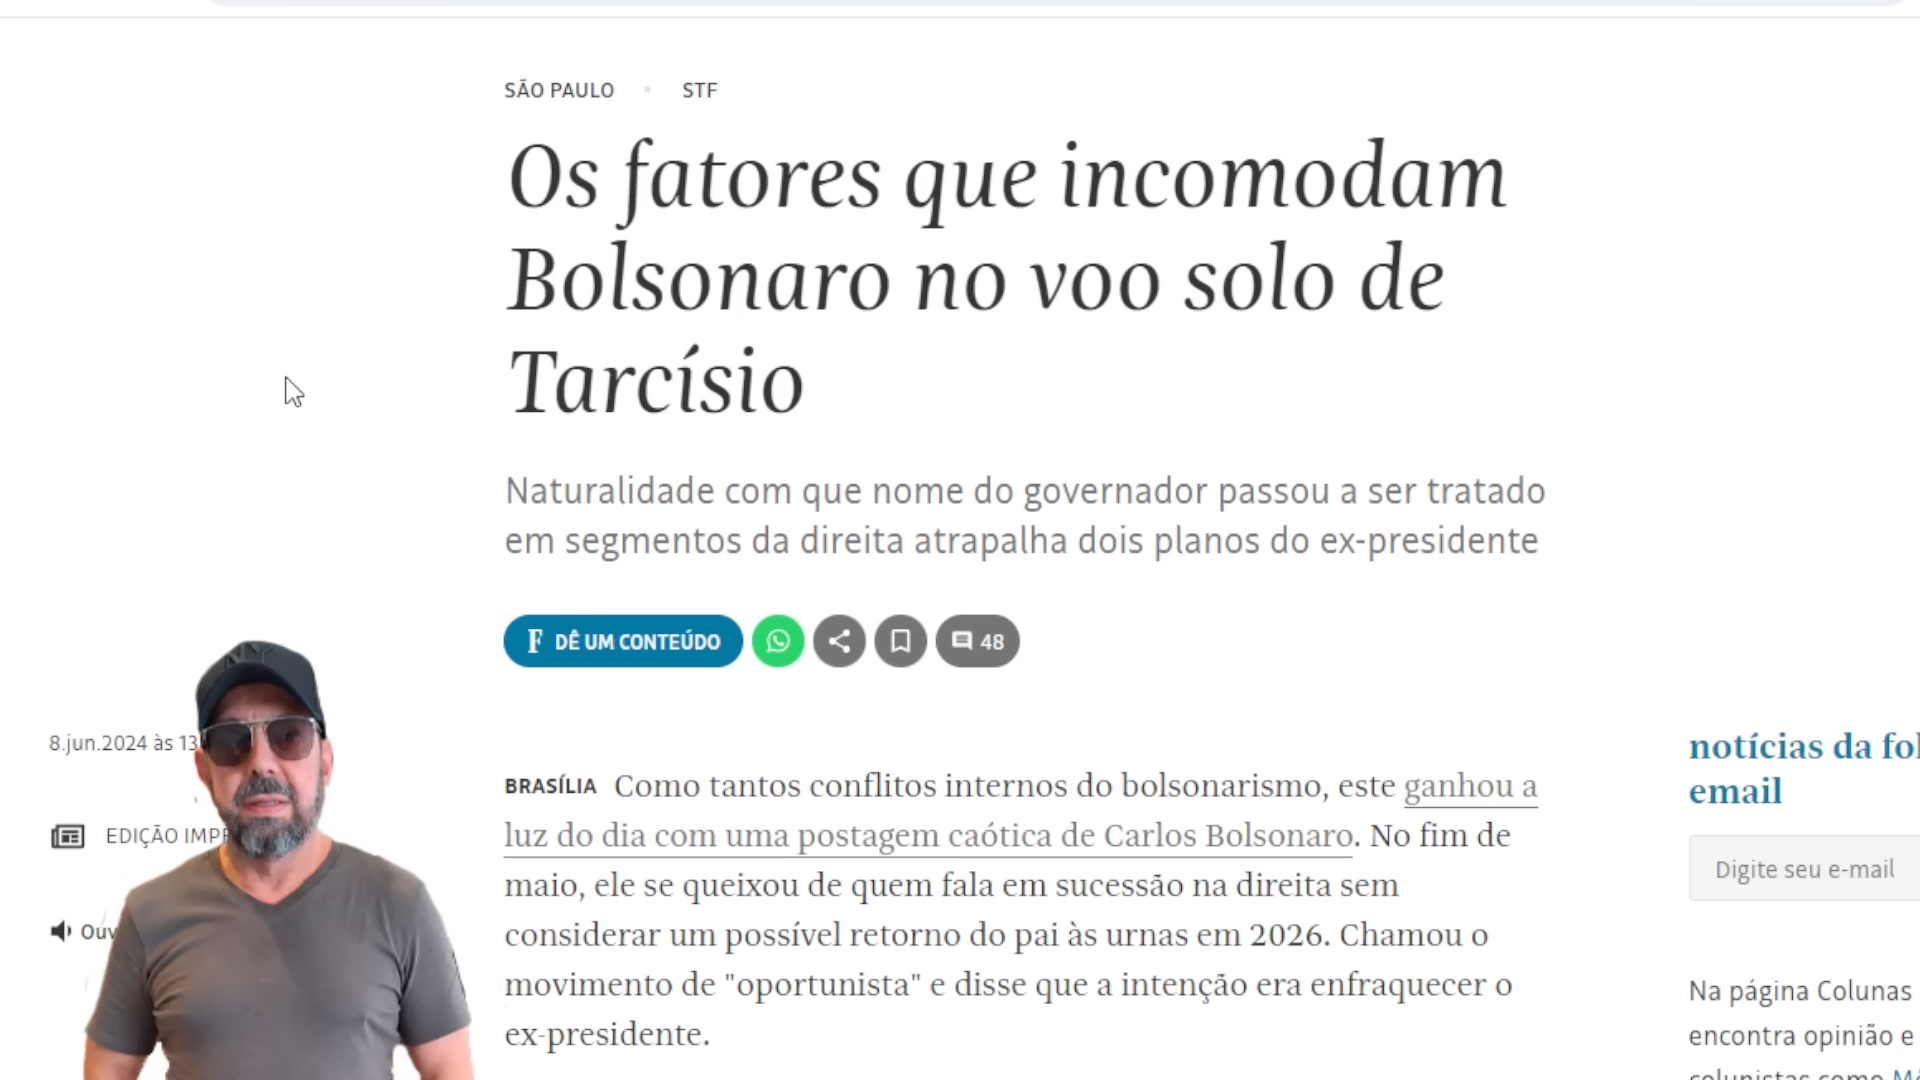 SÃO PAULO • STF
Os fatores que incomodam
Bolsonaro no voo solo de
Tarcísio
Naturalidade com que nome do governador passou a ser tratado
em segmentos da direita atrapalha dois planos do ex-presidente
F DÊ UM CONTEÚDO
48
8.jun.2024 às 13
EDIÇÃO
BRASÍLIA Como tantos conflitos internos do bolsonarismo, este ganhou a
luz do dia com uma postagem caótica de Carlos Bolsonaro. No fim de
maio, ele se queixou de quem fala em sucessão na direita sem
considerar um possível retorno do pai às urnas em 2026. Chamou o
movimento de "oportunista" e disse que a intenção era enfraquecer o
ex-presidente.
notícias da
email
Digite seu e-mail
Na página Colunas
encontra opinião e